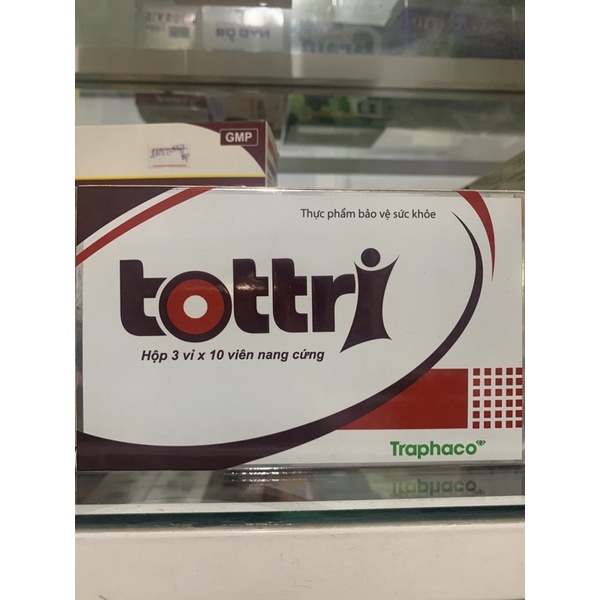 GMP
Thực phẩm bảo vệ sức khỏe
tottri
Hộp 3 vỉ x 10 viên nang cứng
Traphaco